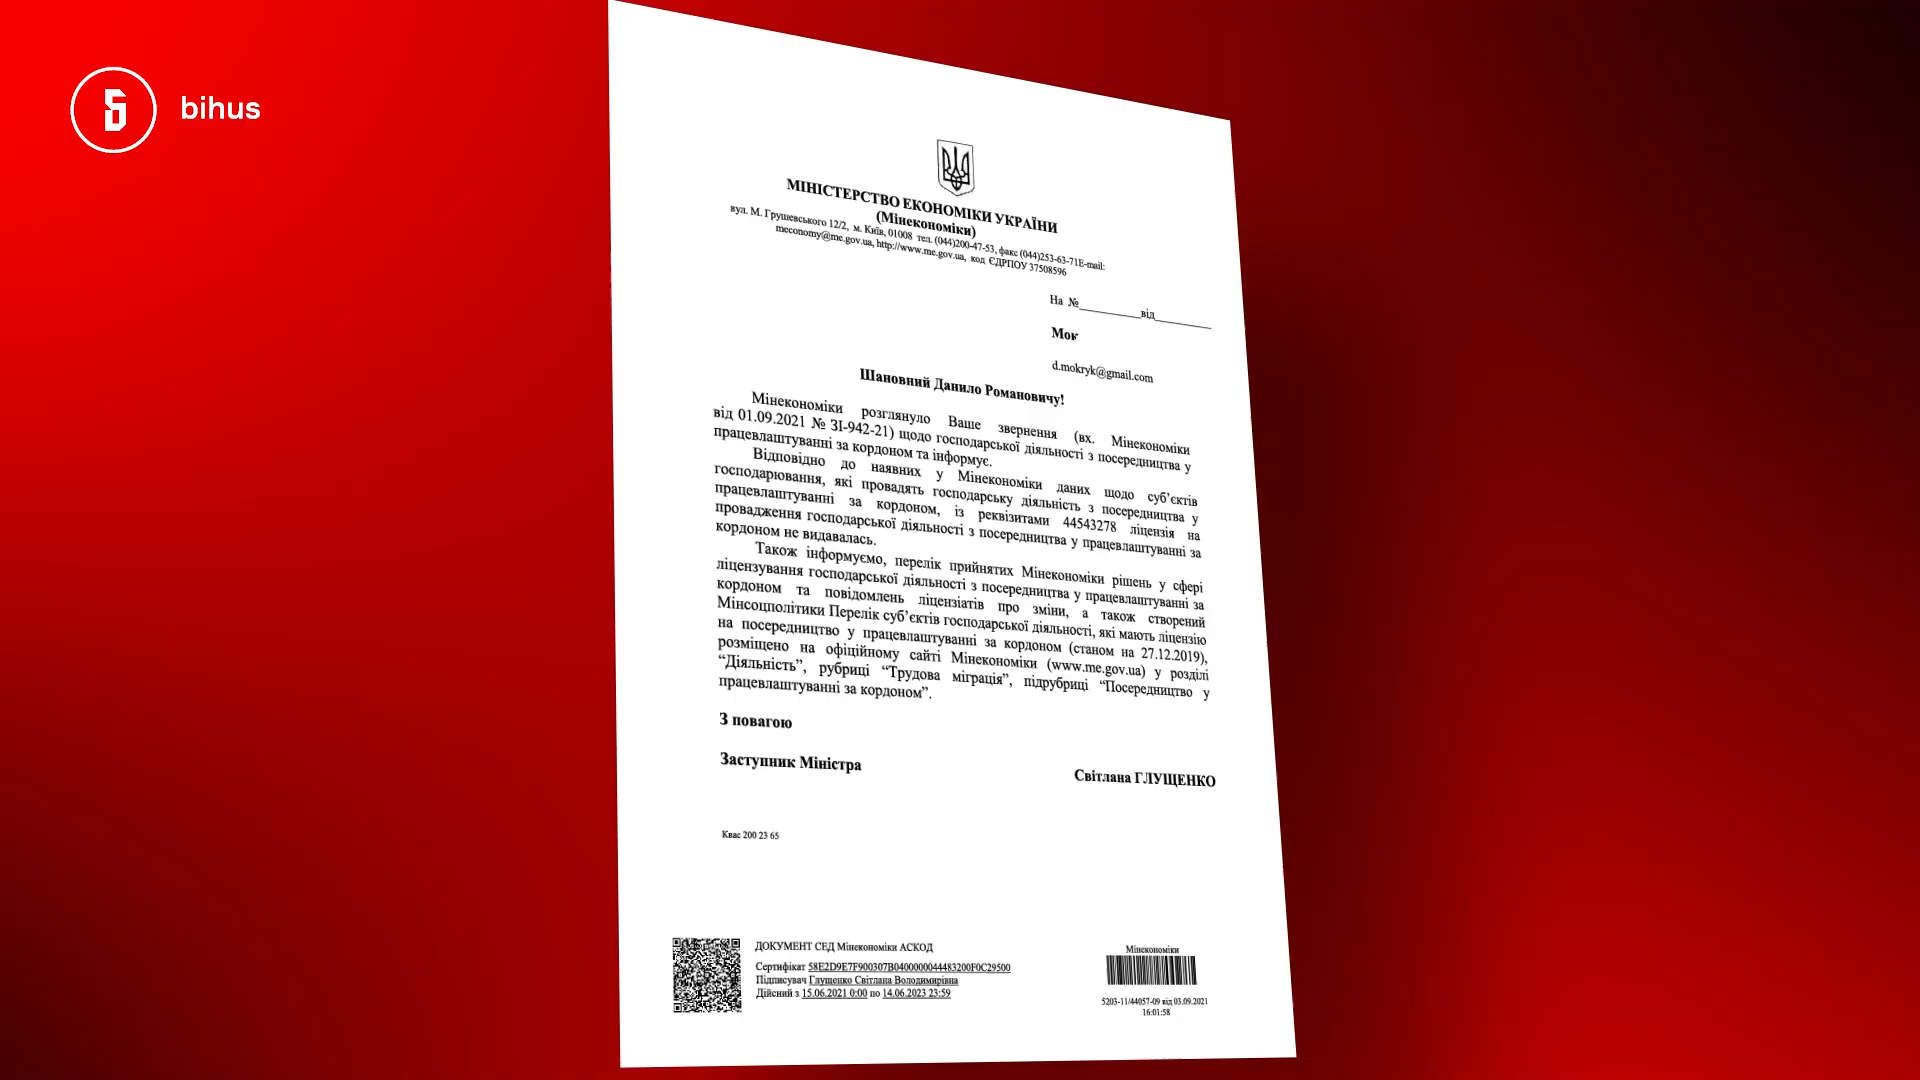 bihus
МІНІСТЕРСТВО ЕКОНОМІКИ УКРАЇНИ
(Мінекономіки)
вул. М. Грушевського 12/2, м. Київ, 01008 тел. (044)200-47-53, факс (044)253-63-71E-mail:
meconomy@me.gov.ua, http://www.me.gov.ua, код ЄДРПОУ 37508596
На №__________від__________
Мок
d.mokryk@gmail.com
Шановний Данило Романовичу!
Мінекономіки розглянуло Ваше звернення (вх. Мінекономіки
від 01.09.2021 № ЗІ-942-21) щодо господарської діяльності з посередництва у
працевлаштуванні за кордоном та інформує.
Відповідно до наявних у Мінекономіки даних щодо суб’єктів
господарювання, які провадять господарську діяльність з посередництва у
працевлаштуванні за кордоном, із реквізитами 44543278 ліцензія на
провадження господарської діяльності з посередництва у працевлаштуванні за
кордоном не видавалась.
Також інформуємо, перелік прийнятих Мінекономіки рішень у сфері
ліцензування господарської діяльності з посередництва у працевлаштуванні за
кордоном та повідомлень ліцензіатів про зміни, а також створений
Мінсоцполітики Перелік суб’єктів господарської діяльності, які мають ліцензію
на посередництво у працевлаштуванні за кордоном (станом на 27.12.2019),
розміщено на офіційному сайті Мінекономіки (www.me.gov.ua) у розділі
“Діяльність”, рубриці “Трудова міграція”, підрубриці “Посередництво у
працевлаштуванні за кордоном”.
З повагою
Заступник Міністра Світлана ГЛУЩЕНКО
Квас 200 23 65
ДОКУМЕНТ СЕД Мінекономіки АСКОД
Сертифікат 58E2D9E7F900307B0400000044483200F0C29500
Підписувач Глущенко Світлана Володимирівна
Дійсний з 15.06.2021 0:00 по 14.06.2023 23:59
Мінекономіки
5203-11/44057-09 від 03.09.2021
16:01:58